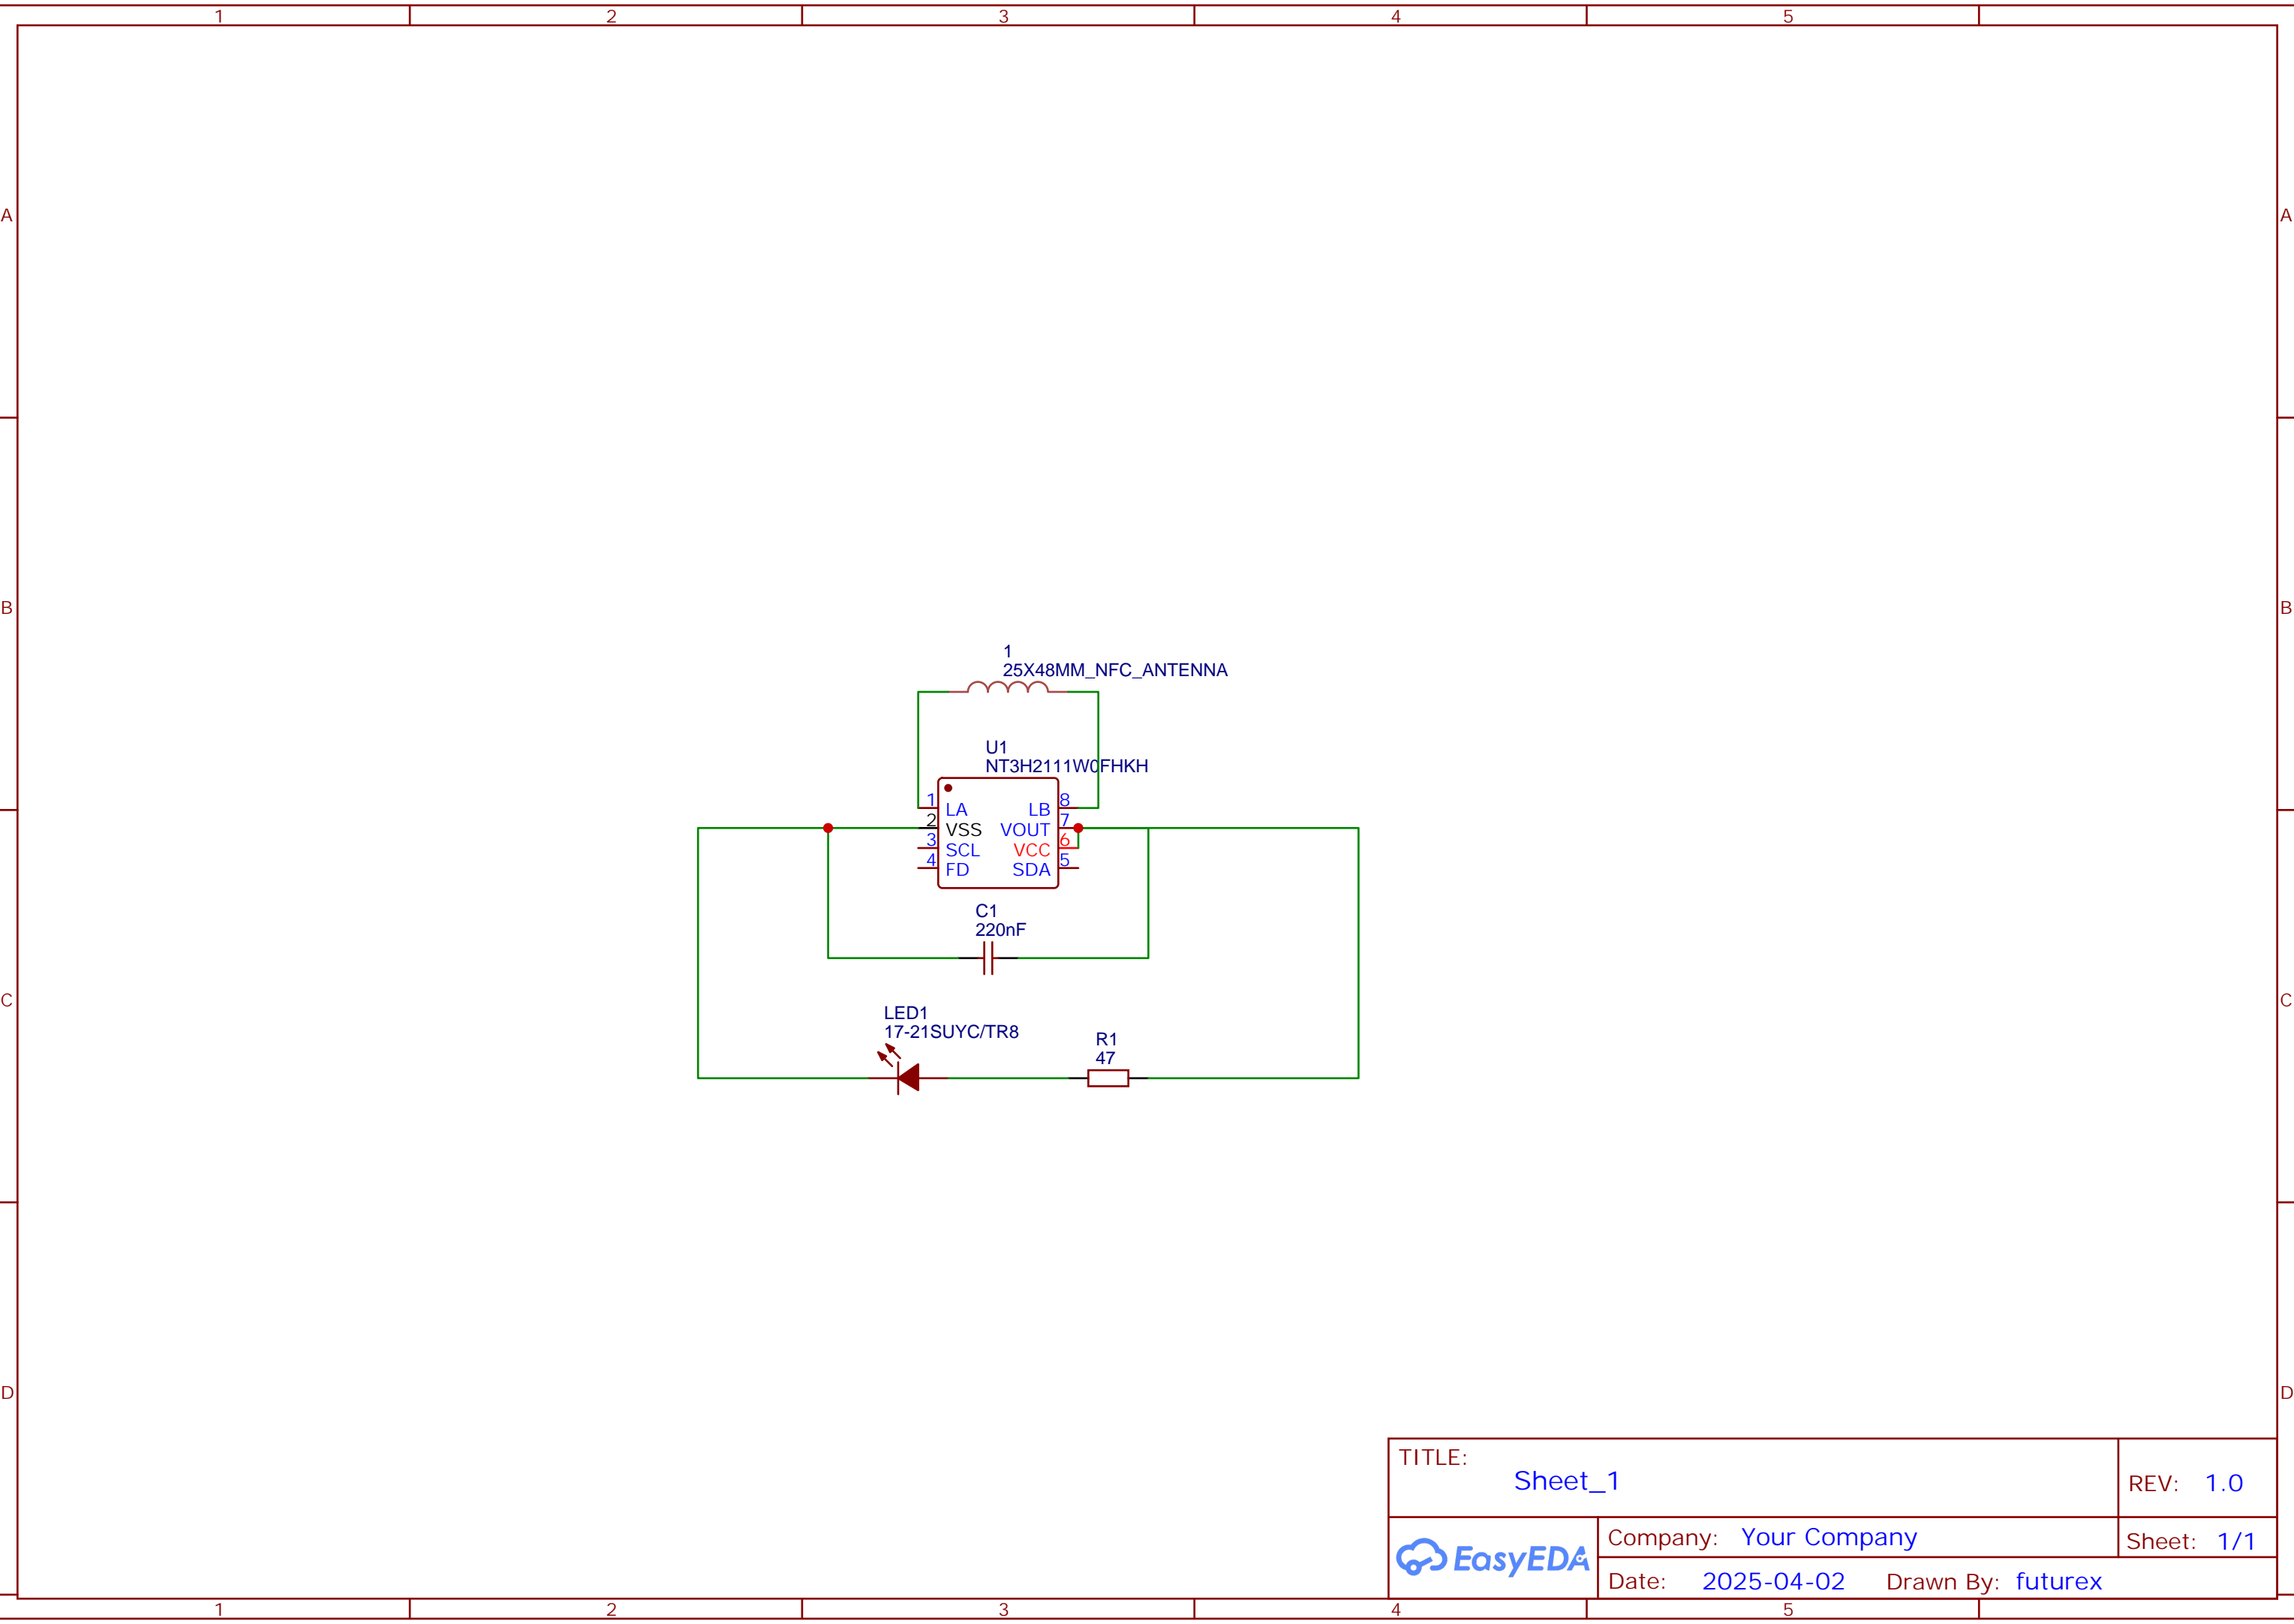 1 2 3 4 5
A A
B B
1
25X48MM_NFC_ANTENNA
U1
NT3H2111W0FHKH
1 LA LB 8
2 VSS VOUT 7
3 SCL VCC 6
4 FD SDA 5
C1
220nF
C C
LED1
17-21SUYC/TR8
R1
47
D D
TITLE:
Sheet_1
REV: 1.0
EasyEDA
Company: Your Company
Sheet: 1/1
Date: 2025-04-02 Drawn By: futurex
1 2 3 4 5